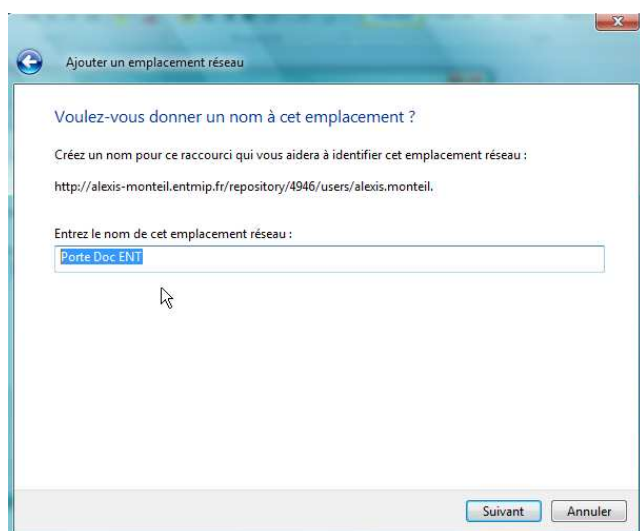 Ajouter un emplacement réseau
Voulez-vous donner un nom à cet emplacement ?
Créez un nom pour ce raccourci qui vous aidera à identifier cet emplacement réseau :
http://alexis-monteil.entmip.fr/repository/4946/users/alexis.monteil.
Entrez le nom de cet emplacement réseau :
Porte Doc ENT
Suivant Annuler